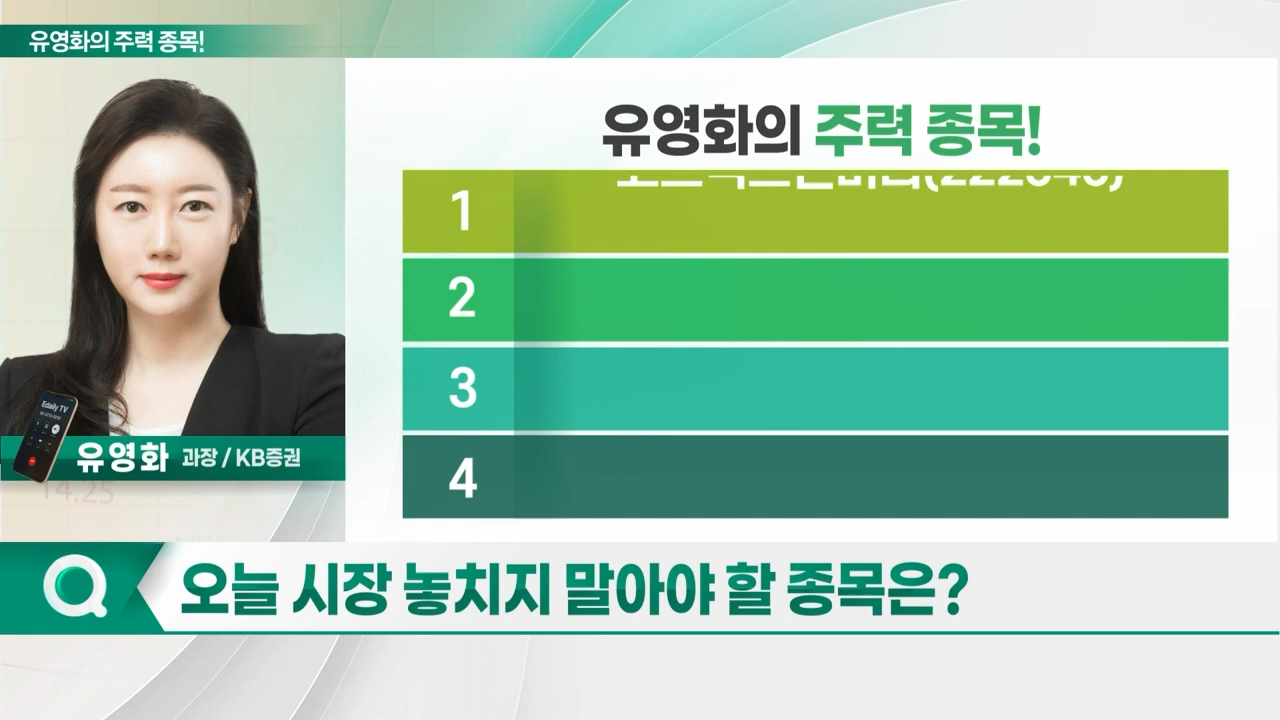 유영화의 주력 종목!
유영화의 주력 종목!
1
2
3
4
Edaily TV
유영화 과장 / KB증권
14.25
오늘 시장 놓치지 말아야 할 종목은?